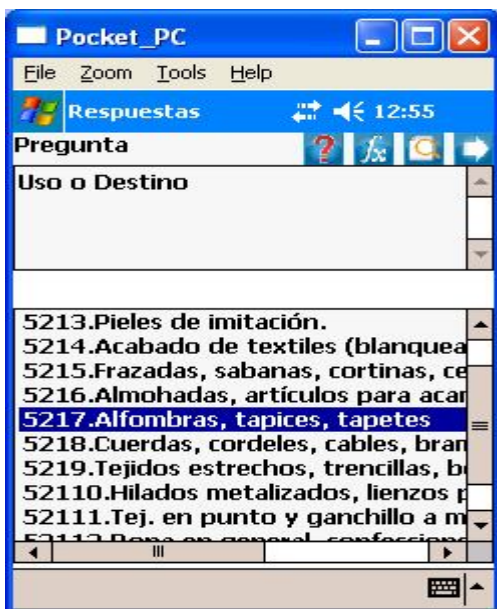 Pocket_PC
File Zoom Tools Help
Respuestas 12:55
Pregunta
Uso o Destino
5213.Pieles de imitación.
5214.Acabado de textiles (blanquea
5215.Frazadas, sabanas, cortinas, ce
5216.Almohadas, artículos para acar
5217.Alfombras, tapices, tapetes
5218.Cuerdas, cordeles, cables, bran
5219.Tejidos estrechos, trencillas, b
52110.Hilados metalizados, lienzos p
52111.Tej. en punto y ganchillo a m